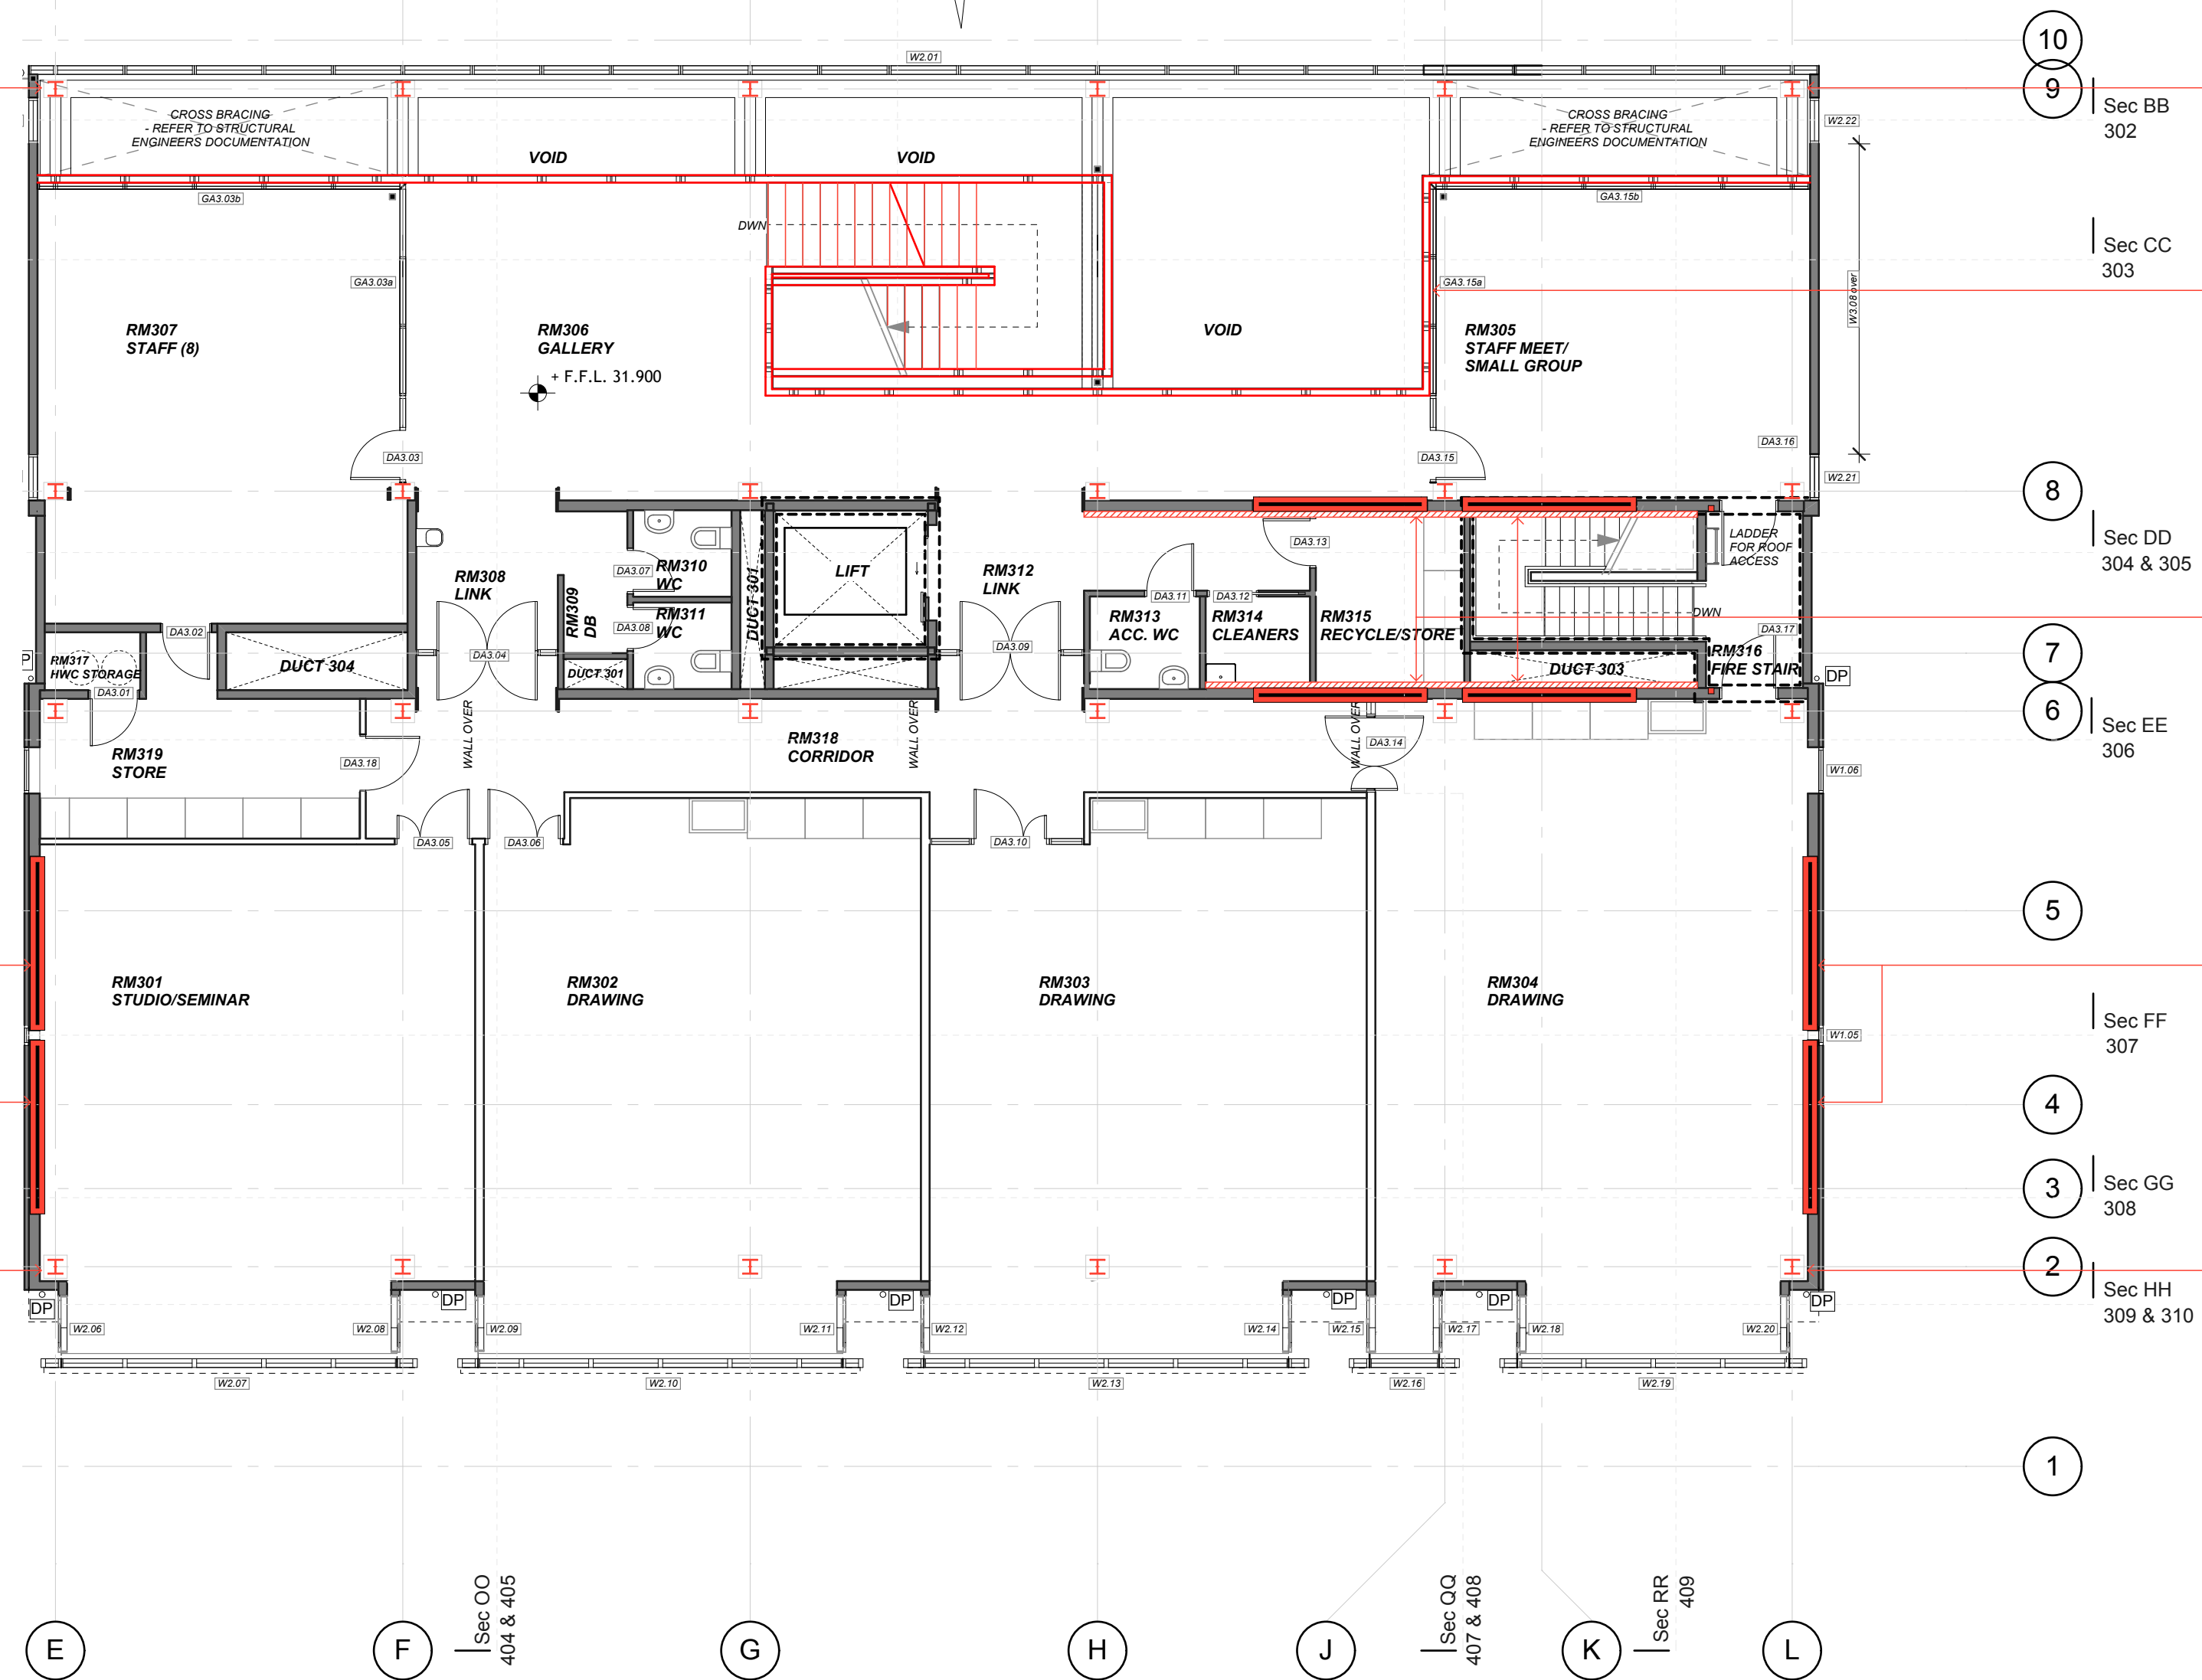 10
W2.01
9
Sec BB
302
CROSS BRACING
- REFER TO STRUCTURAL
ENGINEERS DOCUMENTATION
VOID
VOID
CROSS BRACING
- REFER TO STRUCTURAL
ENGINEERS DOCUMENTATION
W2.22
GA3.03b
GA3.15b
DWN
Sec CC
303
GA3.03a
GA3.15a
W3.08 over
RM307
STAFF (8)
RM306
GALLERY
+ F.F.L. 31.900
VOID
RM305
STAFF MEET/
SMALL GROUP
DA3.03
DA3.15
DA3.16
W2.21
8
Sec DD
304 & 305
LADDER
FOR ROOF
ACCESS
DA3.13
RM308
LINK
DA3.07
RM310
WC
LIFT
RM312
LINK
RM309
DB
DUCT 301
DA3.11
DA3.12
RM311
WC
DA3.08
DWN
RM313
ACC. WC
RM314
CLEANERS
RM315
RECYCLE/STORE
DA3.17
DA3.02
DA3.04
DA3.09
RM317
HWC STORAGE
DUCT 304
DUCT 301
DUCT 303
RM316
FIRE STAIR
DP
7
DA3.01
6
Sec EE
306
WALL OVER
WALL OVER
WALL OVER
RM319
STORE
DA3.18
RM318
CORRIDOR
DA3.14
W1.06
DA3.05
DA3.06
DA3.10
5
RM301
STUDIO/SEMINAR
RM302
DRAWING
RM303
DRAWING
RM304
DRAWING
Sec FF
307
W1.05
4
3
Sec GG
308
2
Sec HH
309 & 310
DP
DP
DP
DP
DP
DP
W2.06
W2.08
W2.09
W2.11
W2.12
W2.14
W2.15
W2.17
W2.18
W2.20
W2.07
W2.10
W2.13
W2.16
W2.19
1
E
F
Sec OO
404 & 405
G
H
J
Sec QQ
407 & 408
K
Sec RR
409
L